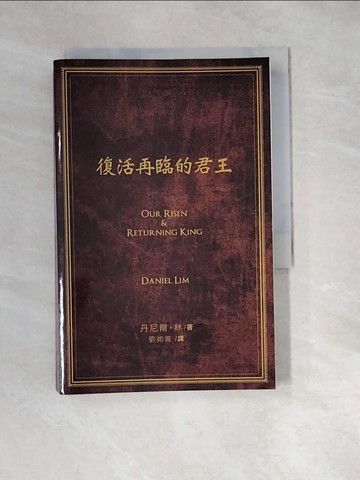 復活再臨的君王
OUR RISEN
&
RETURNING KING
DANIEL LIM
丹尼爾·林/著
劉如菁/譯